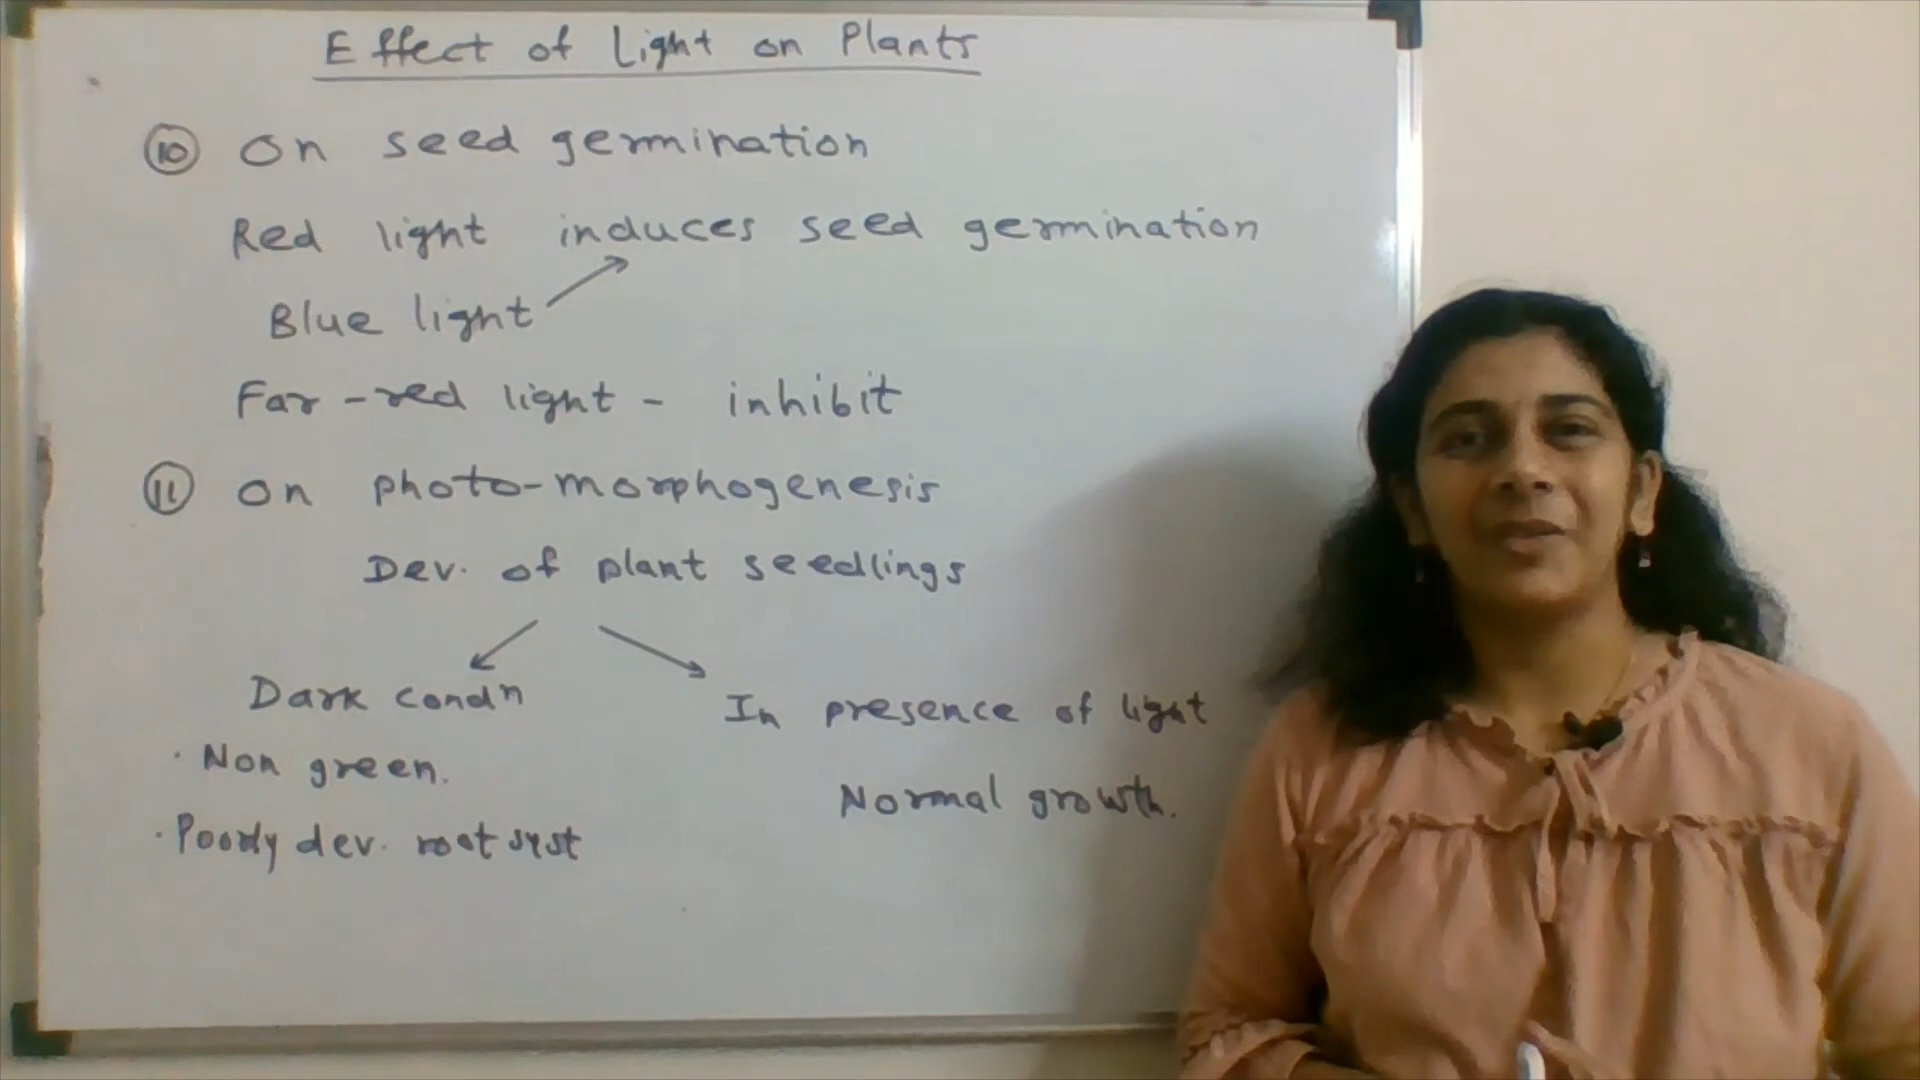 Effect of Light on Plants
10 On seed germination
Red light induces seed germination
Blue light
Far-red light - inhibit
11 On photo-morphogenesis
Dev. of plant seedlings
Dark condn
In presence of light
· Non green.
Normal growth.
· Poorly dev. root syst